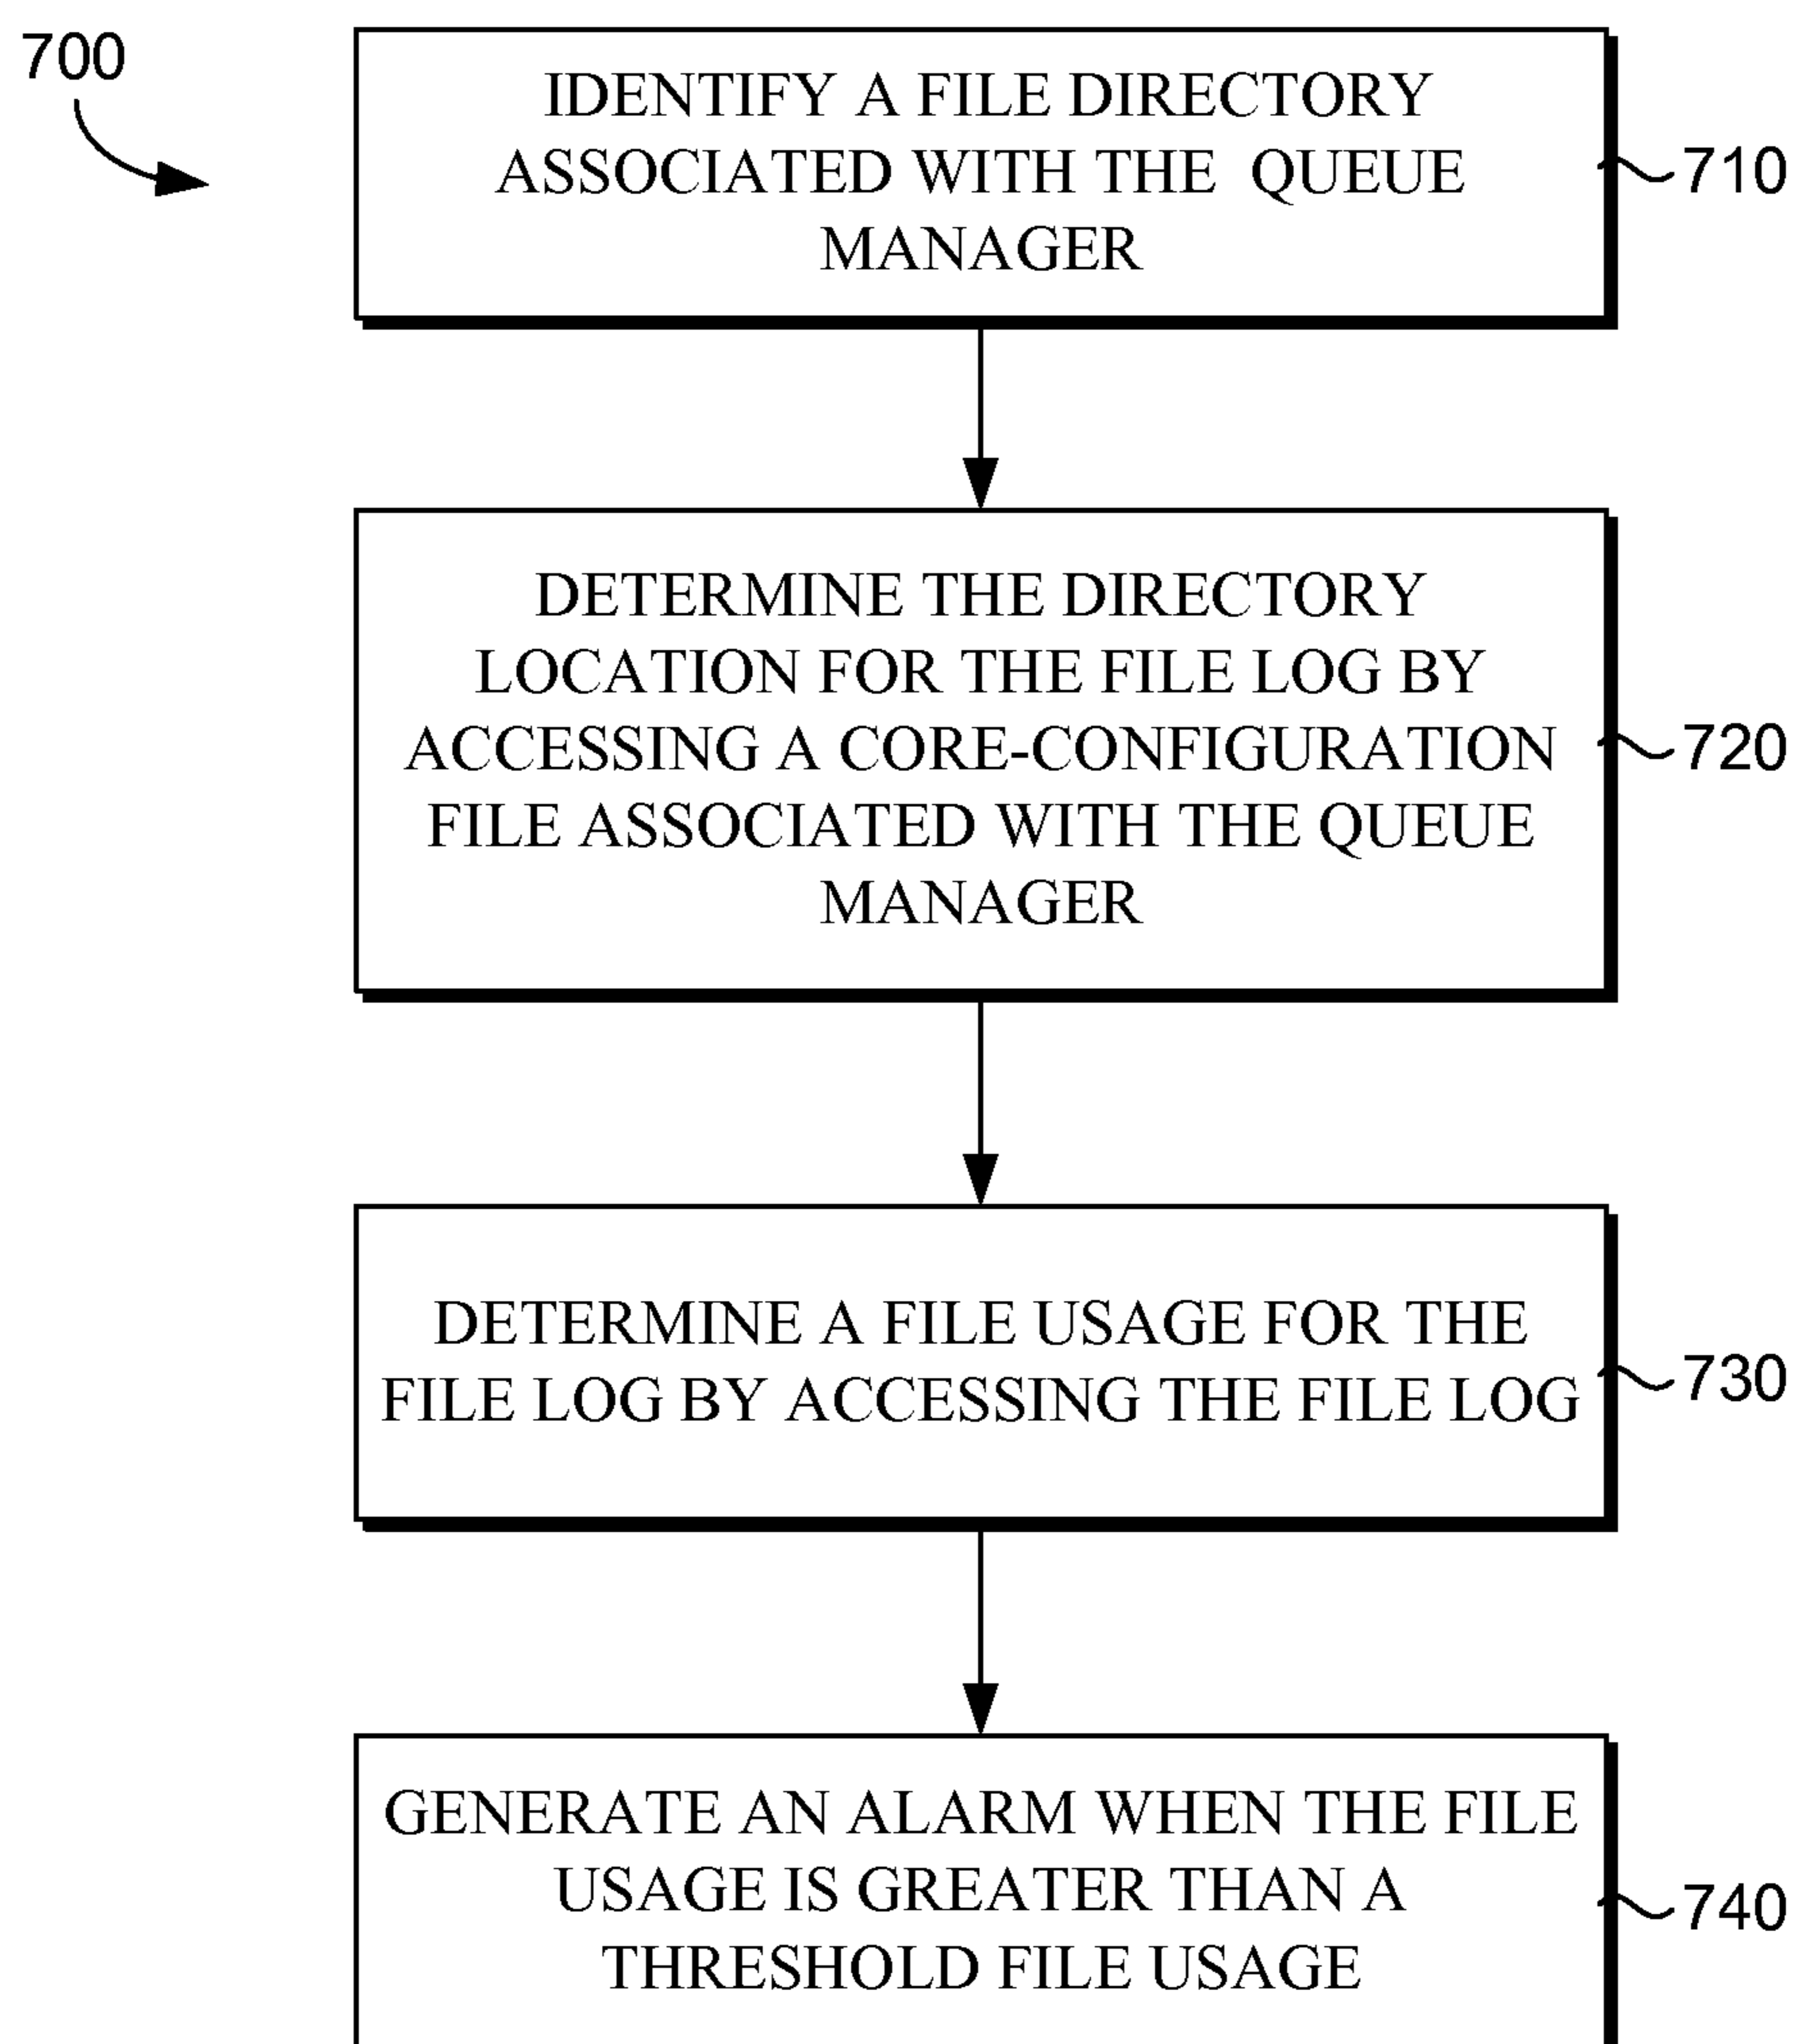 700
IDENTIFY A FILE DIRECTORY
ASSOCIATED WITH THE QUEUE
MANAGER
710
DETERMINE THE DIRECTORY
LOCATION FOR THE FILE LOG BY
ACCESSING A CORE-CONFIGURATION
FILE ASSOCIATED WITH THE QUEUE
MANAGER
720
DETERMINE A FILE USAGE FOR THE
FILE LOG BY ACCESSING THE FILE LOG
730
GENERATE AN ALARM WHEN THE FILE
USAGE IS GREATER THAN A
THRESHOLD FILE USAGE
740